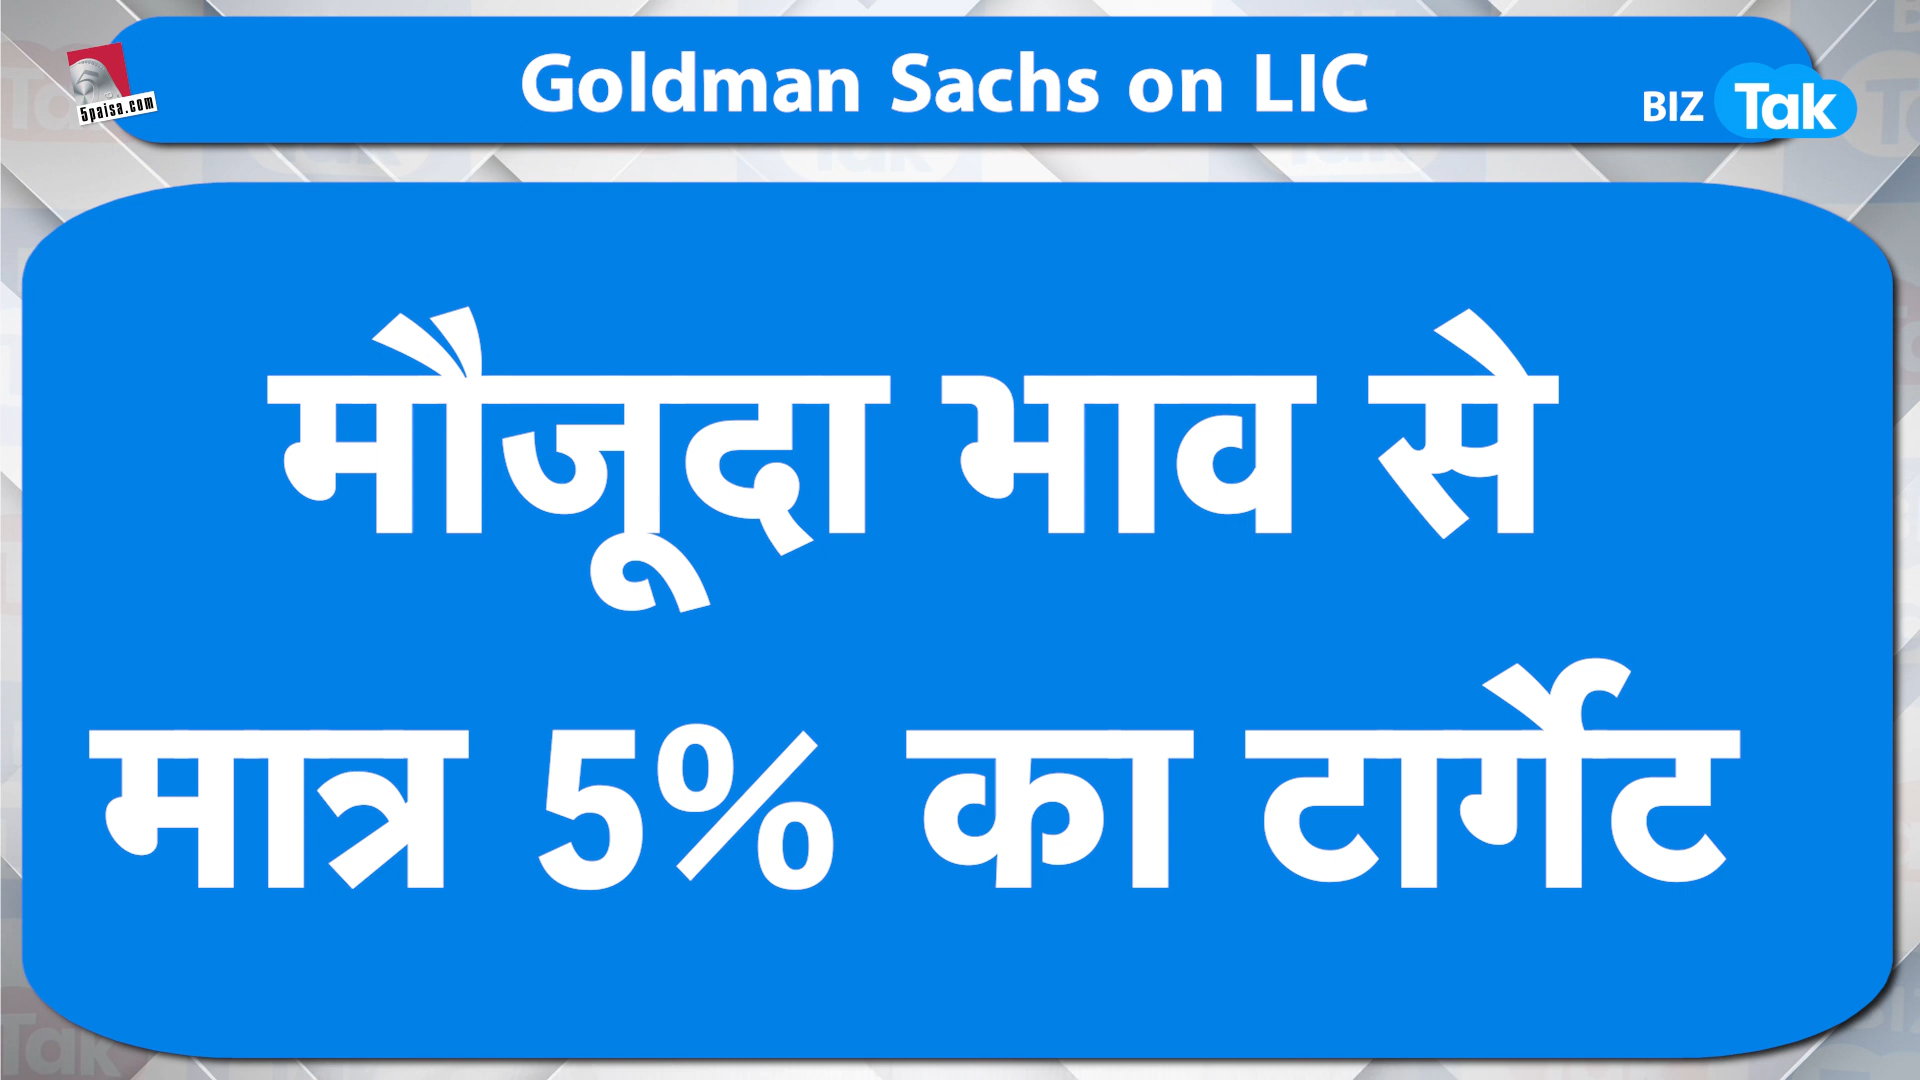 Goldman Sachs on LIC
5paisa.com
BIZ Tak
मौजूदा भाव से
मात्र 5% का टार्गेट